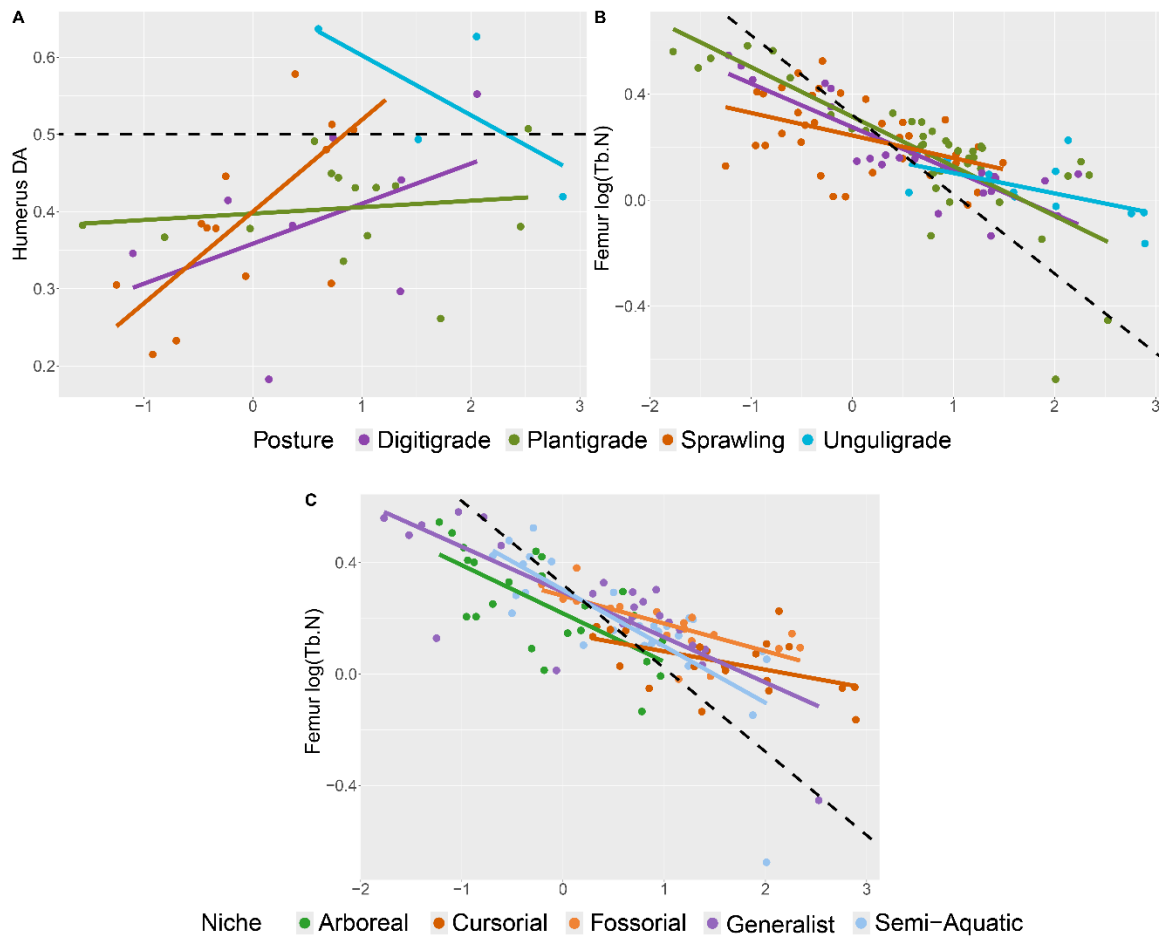 A
Humerus DA
0.6
0.5
0.4
0.3
0.2
−1 0 1 2 3
B
Femur log(Tb.N)
0.4
0.0
−0.4
−2 −1 0 1 2 3
Posture Digitigrade Plantigrade Sprawling Unguligrade
C
Femur log(Tb.N)
0.4
0.0
−0.4
−2 −1 0 1 2 3
Niche Arboreal Cursorial Fossorial Generalist Semi−Aquatic